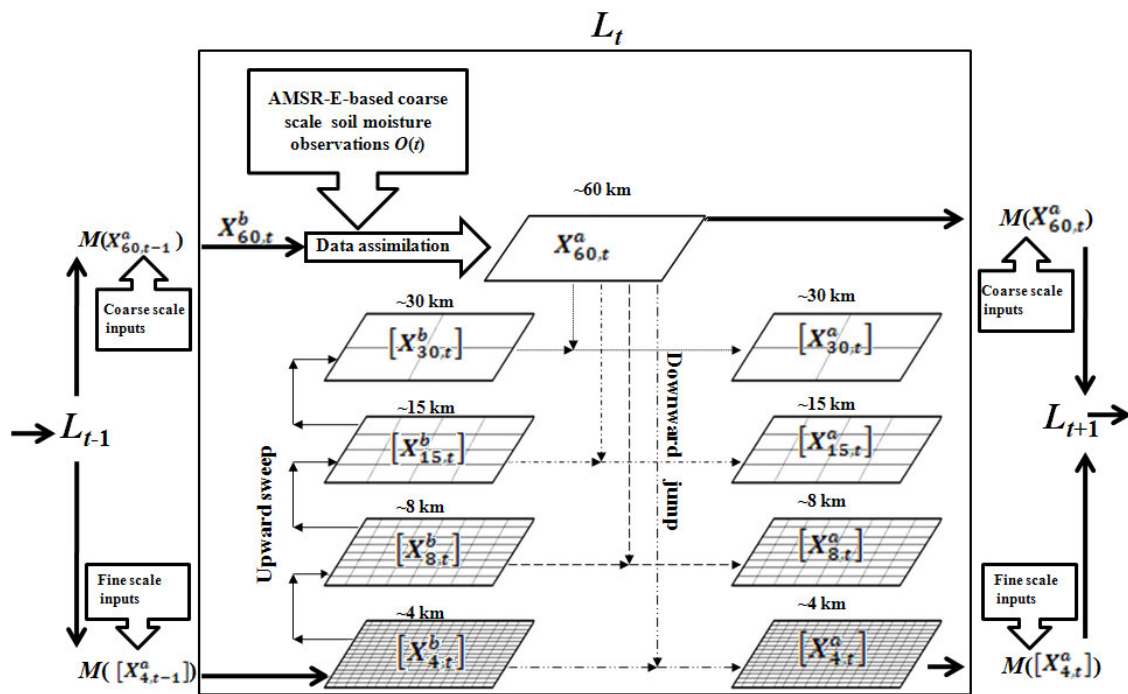 L_t
AMSR-E-based coarse
scale soil moisture
observations O(t)
~60 km
X^b_{60,t}
Data assimilation
X^a_{60,t}
M(X^a_{60,t-1})
M(X^a_{60,t})
Coarse scale
inputs
Coarse scale
inputs
~30 km
~30 km
[X^b_{30,t}]
[X^a_{30,t}]
~15 km
~15 km
[X^b_{15,t}]
[X^a_{15,t}]
L_{t-1}
L_{t+1}
Upward sweep
Downward jump
~8 km
~8 km
[X^b_{8,t}]
[X^a_{8,t}]
Fine scale
inputs
Fine scale
inputs
~4 km
~4 km
[X^b_{4,t}]
[X^a_{4,t}]
M( [X^a_{4,t-1}])
M([X^a_{4,t}])